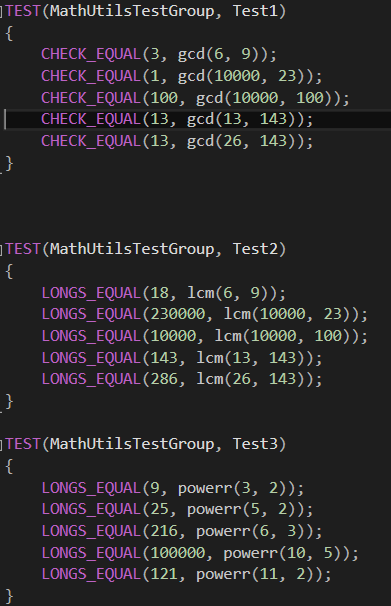 TEST(MathUtilsTestGroup, Test1)
{
    CHECK_EQUAL(3, gcd(6, 9));
    CHECK_EQUAL(1, gcd(10000, 23));
    CHECK_EQUAL(100, gcd(10000, 100));
    CHECK_EQUAL(13, gcd(13, 143));
    CHECK_EQUAL(13, gcd(26, 143));
}
TEST(MathUtilsTestGroup, Test2)
{
    LONGS_EQUAL(18, lcm(6, 9));
    LONGS_EQUAL(230000, lcm(10000, 23));
    LONGS_EQUAL(10000, lcm(10000, 100));
    LONGS_EQUAL(143, lcm(13, 143));
    LONGS_EQUAL(286, lcm(26, 143));
}
TEST(MathUtilsTestGroup, Test3)
{
    LONGS_EQUAL(9, powerr(3, 2));
    LONGS_EQUAL(25, powerr(5, 2));
    LONGS_EQUAL(216, powerr(6, 3));
    LONGS_EQUAL(100000, powerr(10, 5));
    LONGS_EQUAL(121, powerr(11, 2));
}